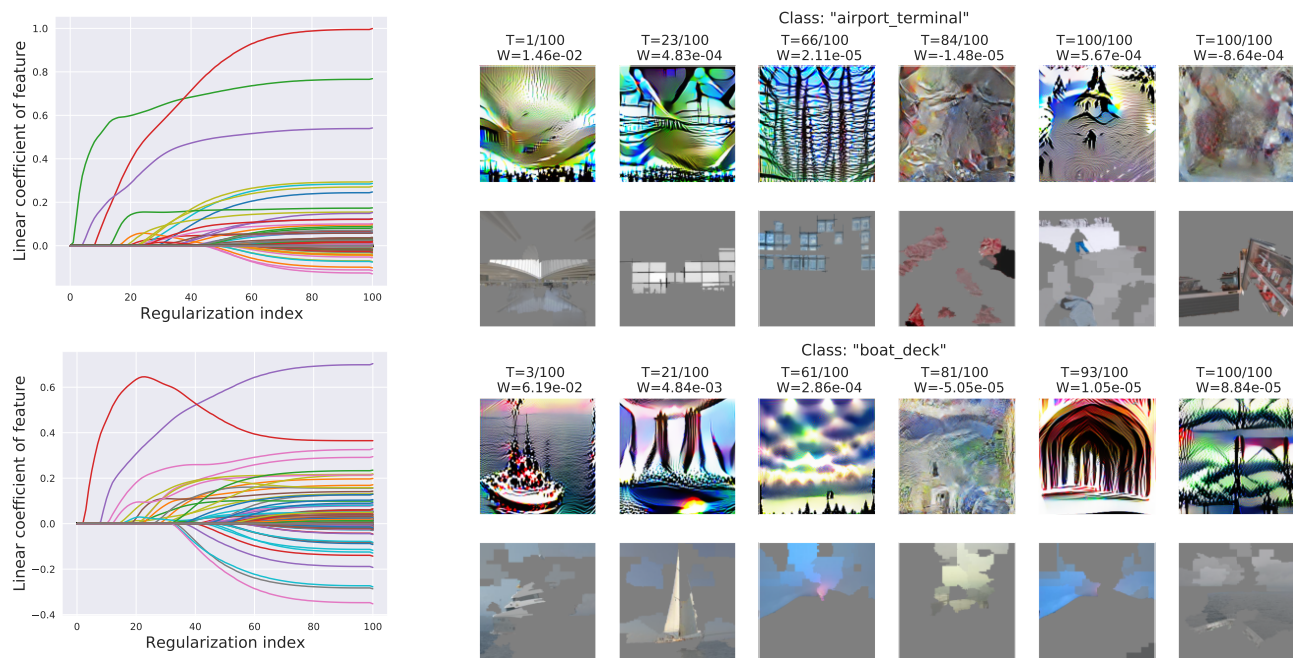 Linear coefficient of feature
1.0
0.8
0.6
0.4
0.2
0.0
0 20 40 60 80 100
Regularization index
Class: "airport_terminal"
T=1/100
W=1.46e-02
T=23/100
W=4.83e-04
T=66/100
W=2.11e-05
T=84/100
W=-1.48e-05
T=100/100
W=5.67e-04
T=100/100
W=-8.64e-04
Linear coefficient of feature
0.6
0.4
0.2
0.0
−0.2
−0.4
0 20 40 60 80 100
Regularization index
Class: "boat_deck"
T=3/100
W=6.19e-02
T=21/100
W=4.84e-03
T=61/100
W=2.86e-04
T=81/100
W=-5.05e-05
T=93/100
W=1.05e-05
T=100/100
W=8.84e-05